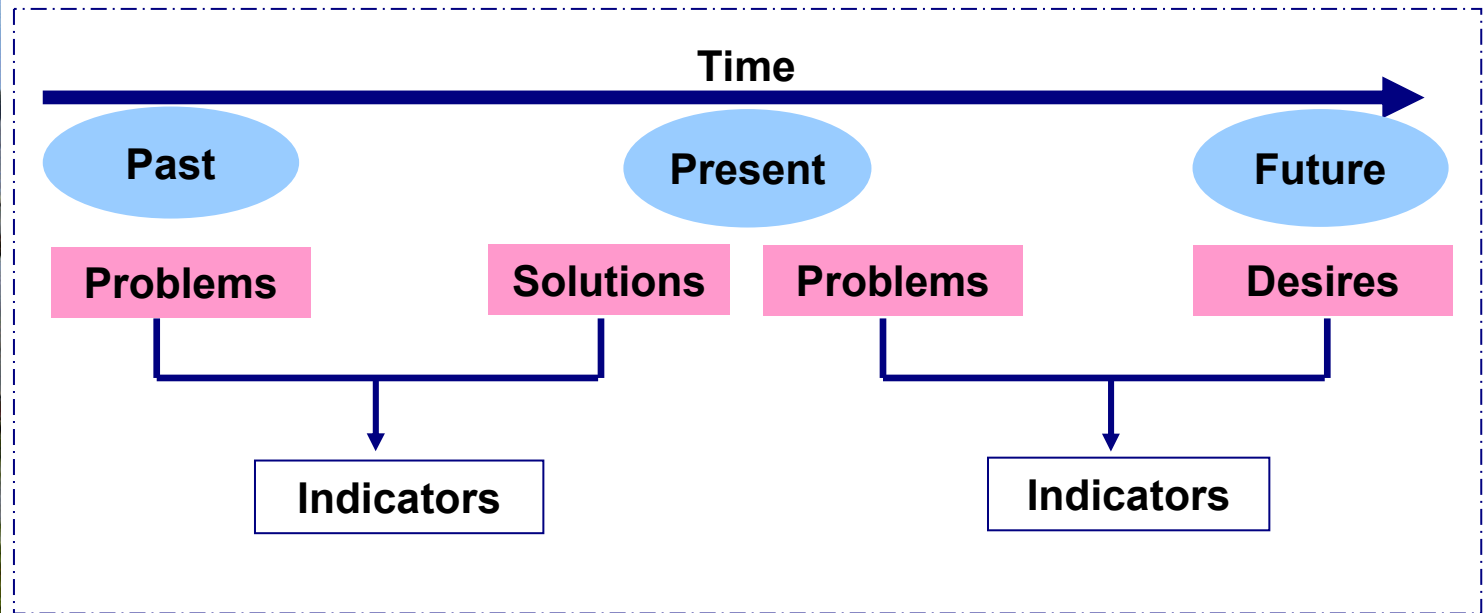 Time
Past
Present
Future
Problems
Solutions
Problems
Desires
Indicators
Indicators